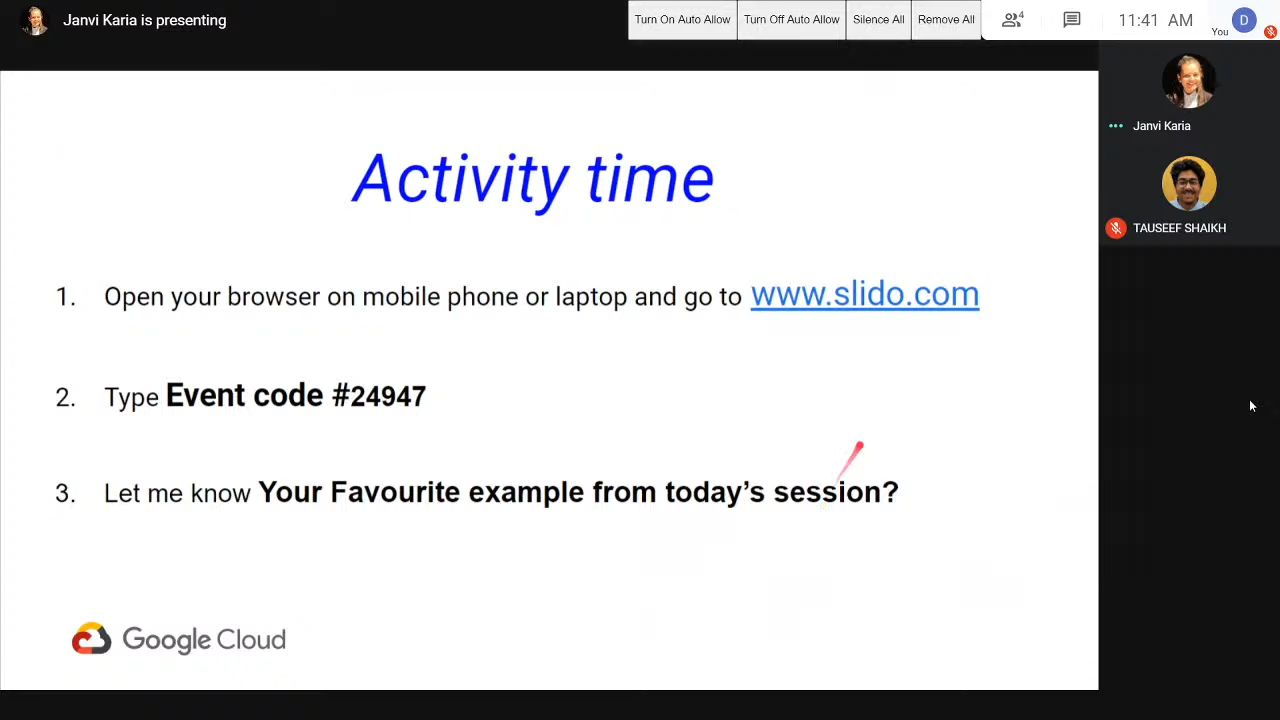 Janvi Karia is presenting
Turn On Auto Allow
Turn Off Auto Allow
Silence All
Remove All
4
11:41 AM
You
D
Janvi Karia
TAUSEEF SHAIKH
Activity time
1. Open your browser on mobile phone or laptop and go to www.slido.com
2. Type Event code #24947
3. Let me know Your Favourite example from today’s session?
Google Cloud